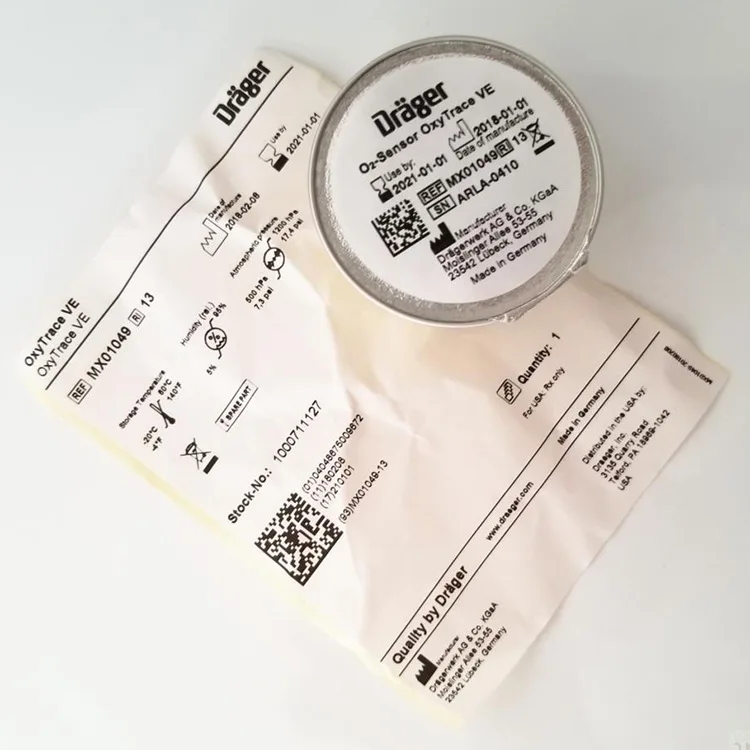 Dräger
O₂-Sensor OxyTrace VE
Use by:
2021-01-01
2018-01-01
Date of manufacture
REF MX01049 RI 13
SN ARLA-0410
Manufacturer
Drägerwerk AG & Co. KGaA
Moislinger Allee 53-55
23542 Lübeck, Germany
Made in Germany
Dräger
Use by
2021-01-01
Date of
manufacture
2018-02-08
OxyTrace VE
OxyTrace VE
REF MX01049 RI 13
Atmospheric pressure
1200 hPa
17,4 psi
500 hPa
7,3 psi
Humidity (rel.)
95%
5%
Storage Temperature
60°C
140°F
-20°C
-4°F
! SPARE PART
Stock-No.: 1000711127
(01)04048675009672
(11)180208
(17)210101
(93)MX01049-13
Quantity: 1
For USA, Rx only
Made in Germany
www.draeger.com
Quality by Dräger
Distributed in the USA by:
Draeger, Inc.
3135 Quarry Road
Telford, PA 18969-1042
USA
Manufacturer
Drägerwerk AG & Co. KGaA
Moislinger Allee 53-55
23542 Lübeck, Germany